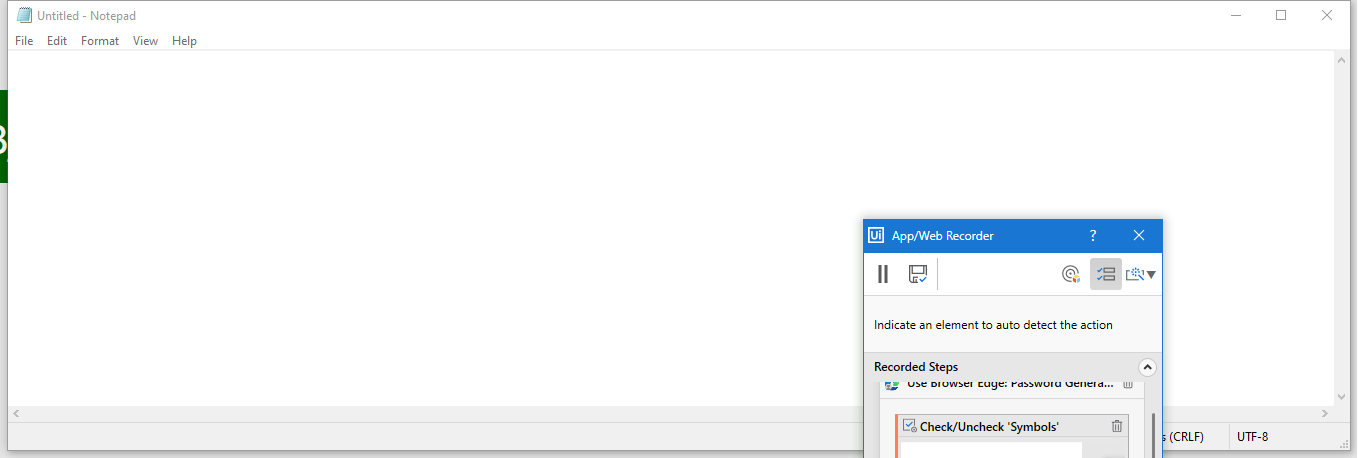 Untitled - Notepad
File Edit Format View Help
Ui App/Web Recorder ?
Indicate an element to auto detect the action
Recorded Steps
Use Browser Edge: Password Genera...
Check/Uncheck 'Symbols'
(CRLF) UTF-8